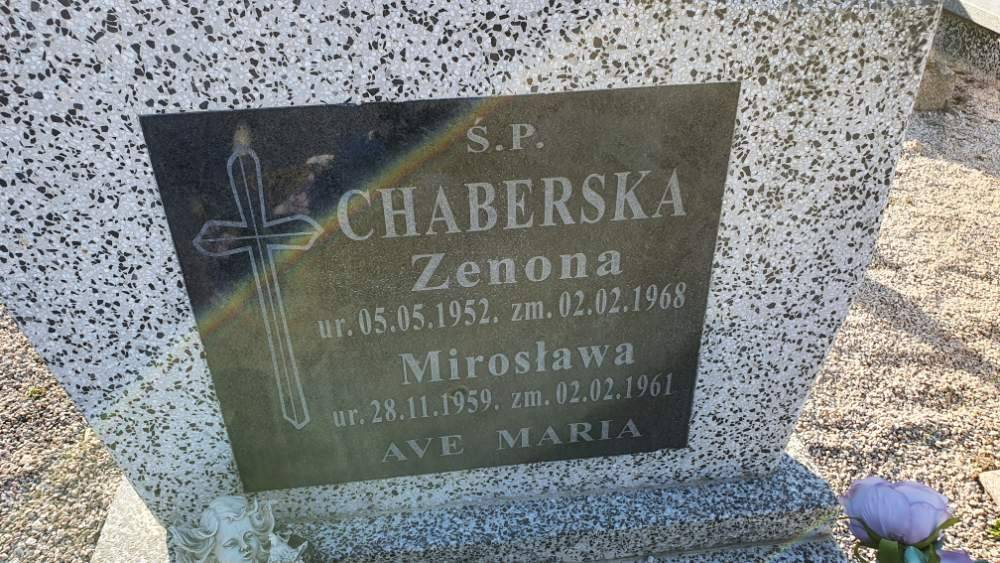 S.P.
CHABERSKA
Zenona
ur. 05.05.1952. zm. 02.02.1968
Mirosława
ur. 28.11.1959. zm. 02.02.1961
AVE MARIA